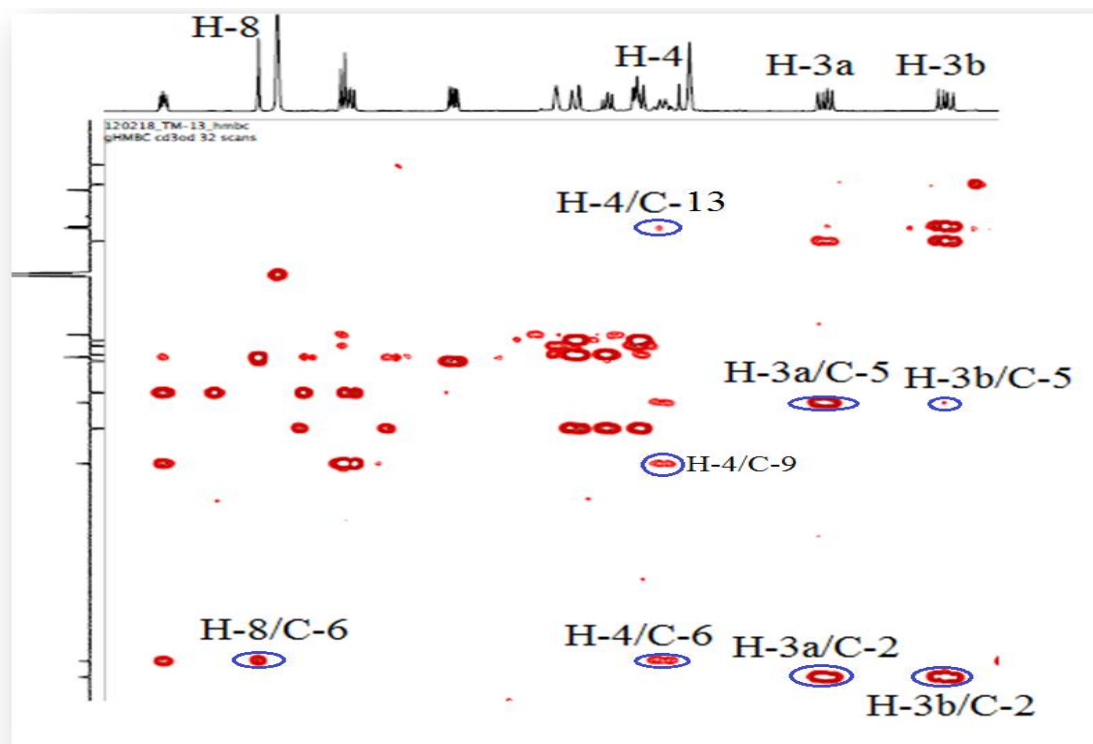 H-8
H-4
H-3a
H-3b
120218_TM-13_hmbc
gHMBC cd3od 32 scans
H-4/C-13
H-3a/C-5
H-3b/C-5
H-4/C-9
H-8/C-6
H-4/C-6
H-3a/C-2
H-3b/C-2